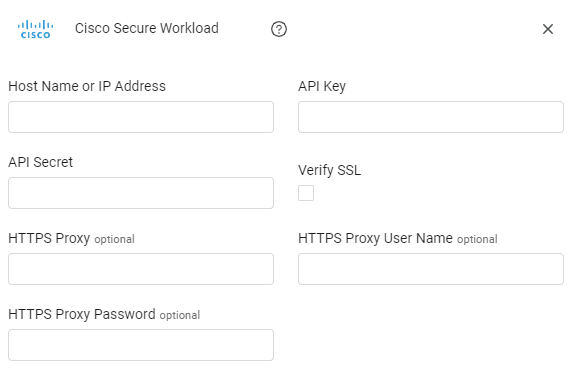 CISCO
Cisco Secure Workload
?
Host Name or IP Address
API Key
API Secret
Verify SSL
HTTPS Proxy optional
HTTPS Proxy User Name optional
HTTPS Proxy Password optional